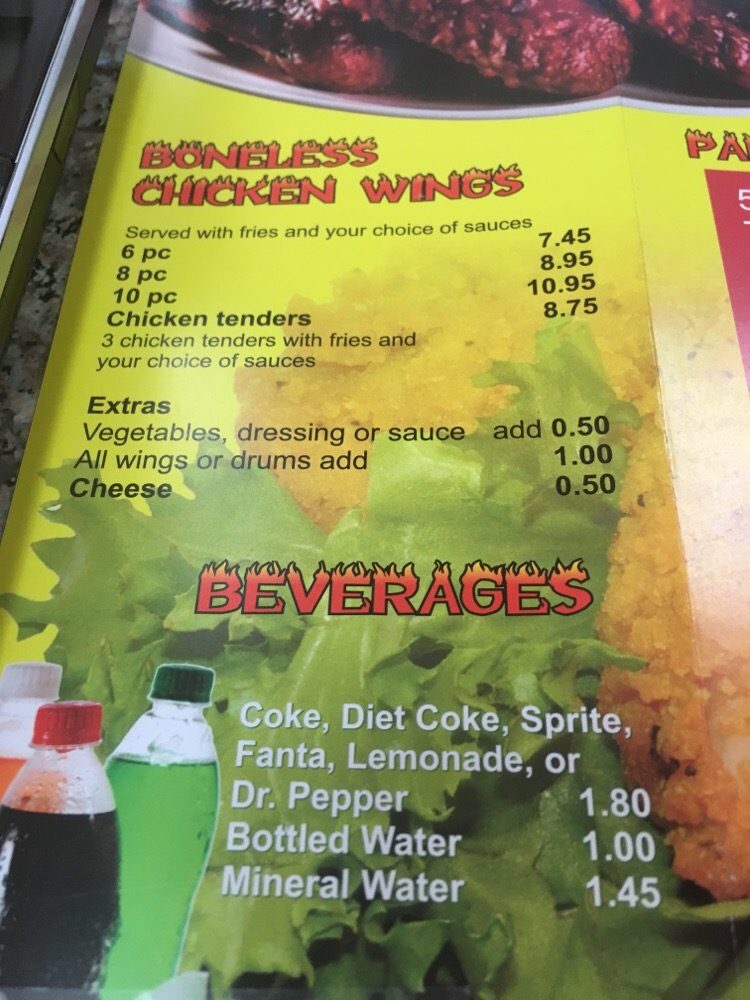 BONELESS
CHICKEN WINGS
Served with fries and your choice of sauces
6 pc 7.45
8 pc 8.95
10 pc 10.95
Chicken tenders 8.75
3 chicken tenders with fries and
your choice of sauces
Extras
Vegetables, dressing or sauce add 0.50
All wings or drums add 1.00
Cheese 0.50
BEVERAGES
Coke, Diet Coke, Sprite,
Fanta, Lemonade, or
Dr. Pepper 1.80
Bottled Water 1.00
Mineral Water 1.45